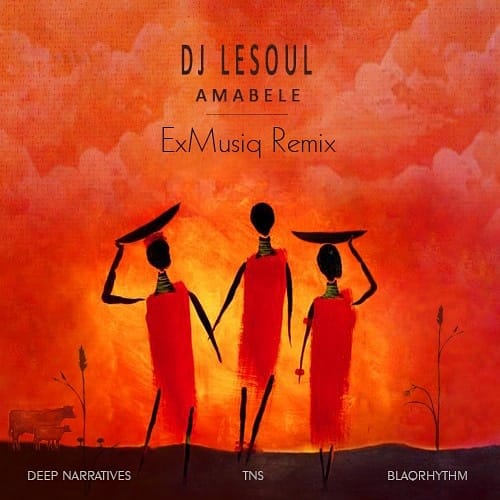 DJ LESOUL
AMABELE
ExMusiq Remix
DEEP NARRATIVES TNS BLAQRHYTHM